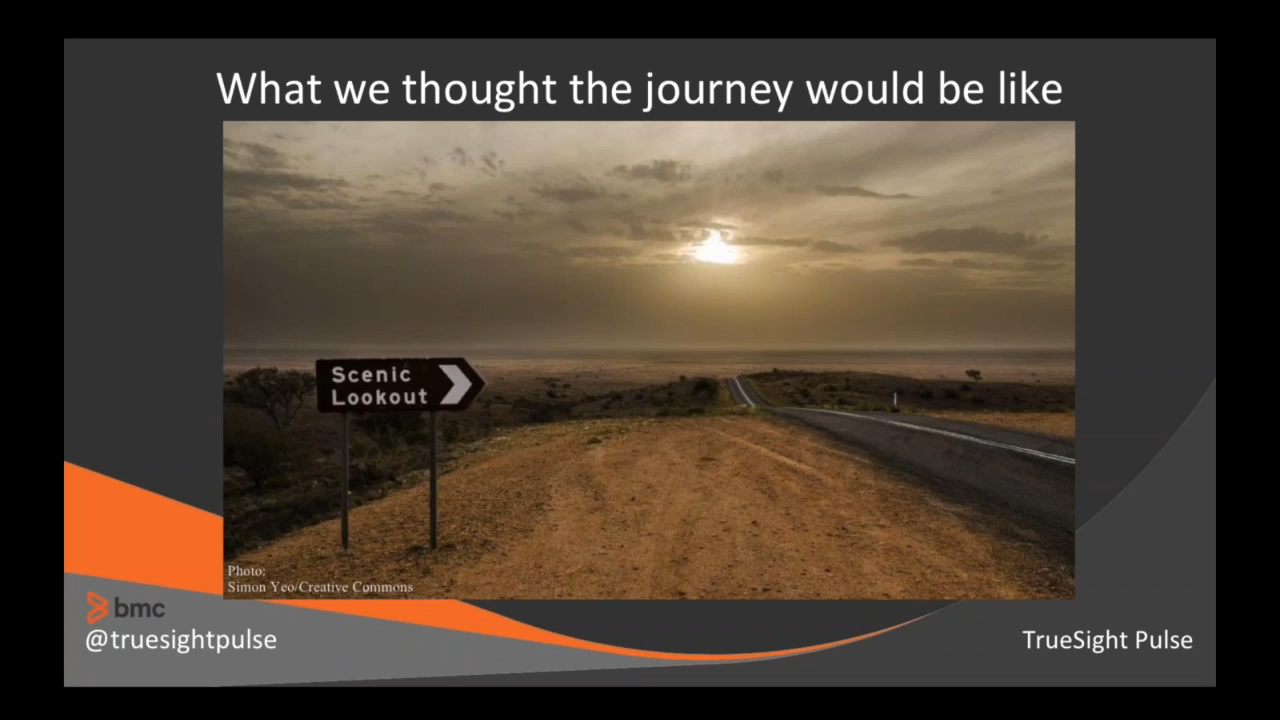 What we thought the journey would be like
Scenic
Lookout
Photo:
Simon Yeo/Creative Commons
bmc
@truesightpulse
TrueSight Pulse